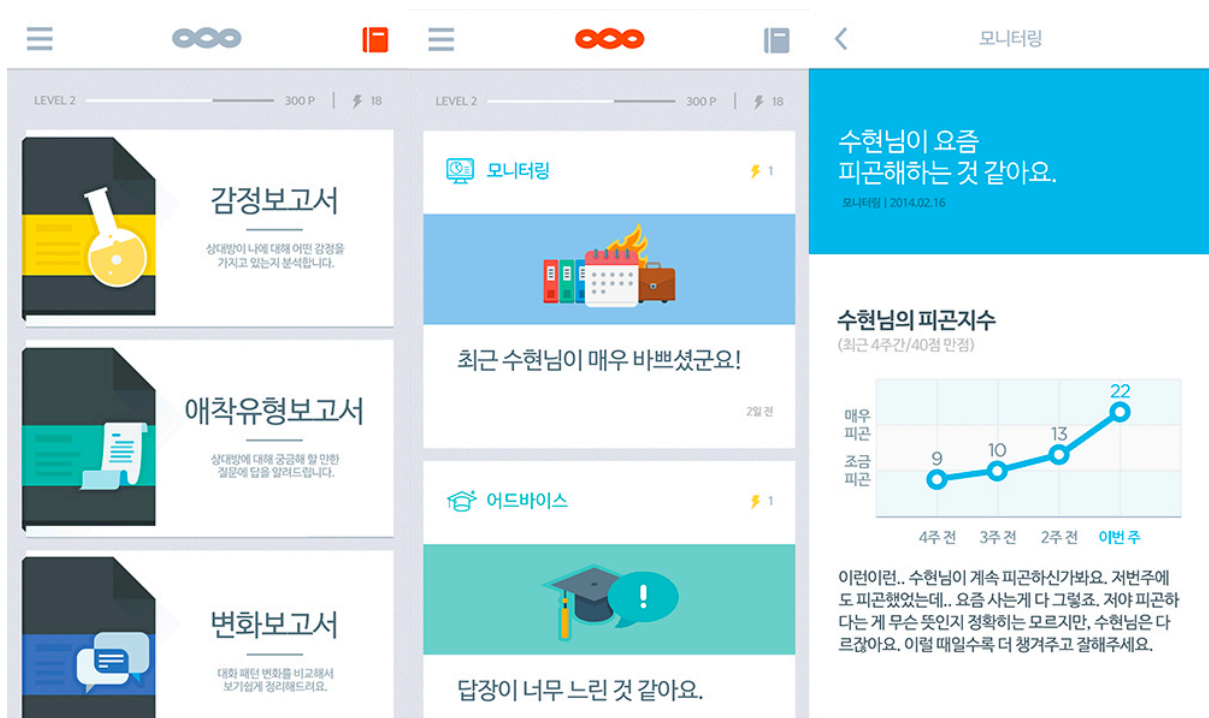 LEVEL 2
300 P
18
감정보고서
상대방이 나에 대해 어떤 감정을
가지고 있는지 분석합니다.
애착유형보고서
상대방에 대해 궁금해 할 만한
질문에 답을 알려드립니다.
변화보고서
대화 패턴 변화를 비교해서
보기쉽게 정리해드려요.
LEVEL 2
300 P
18
모니터링
1
최근 수현님이 매우 바쁘셨군요!
2일 전
어드바이스
1
!
답장이 너무 느린 것 같아요.
모니터링
수현님이 요즘
피곤해하는 것 같아요.
모니터링 | 2014.02.16
수현님의 피곤지수
(최근 4주간/40점 만점)
매우
피곤
조금
피곤
9
10
13
22
4주 전
3주 전
2주 전
이번 주
이런이런.. 수현님이 계속 피곤하신가봐요. 저번주에
도 피곤했었는데.. 요즘 사는게 다 그렇죠. 저야 피곤하
다는 게 무슨 뜻인지 정확히는 모르지만, 수현님은 다
르잖아요. 이럴 때일수록 더 챙겨주고 잘해주세요.